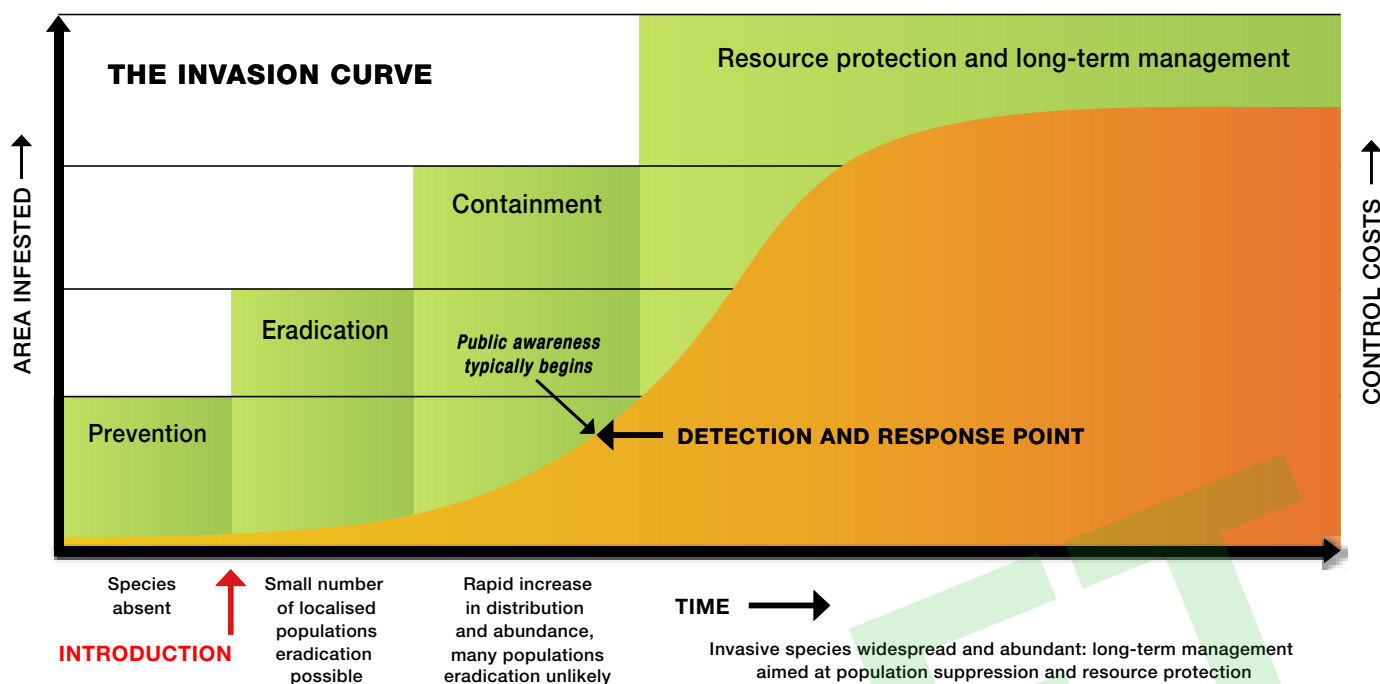 THE INVASION CURVE
Resource protection and long-term management
Containment
Eradication
Prevention
Public awareness
typically begins
DETECTION AND RESPONSE POINT
AREA INFESTED
CONTROL COSTS
Species
absent
INTRODUCTION
Small number
of localised
populations
eradication
possible
Rapid increase
in distribution
and abundance,
many populations
eradication unlikely
TIME
Invasive species widespread and abundant: long-term management
aimed at population suppression and resource protection